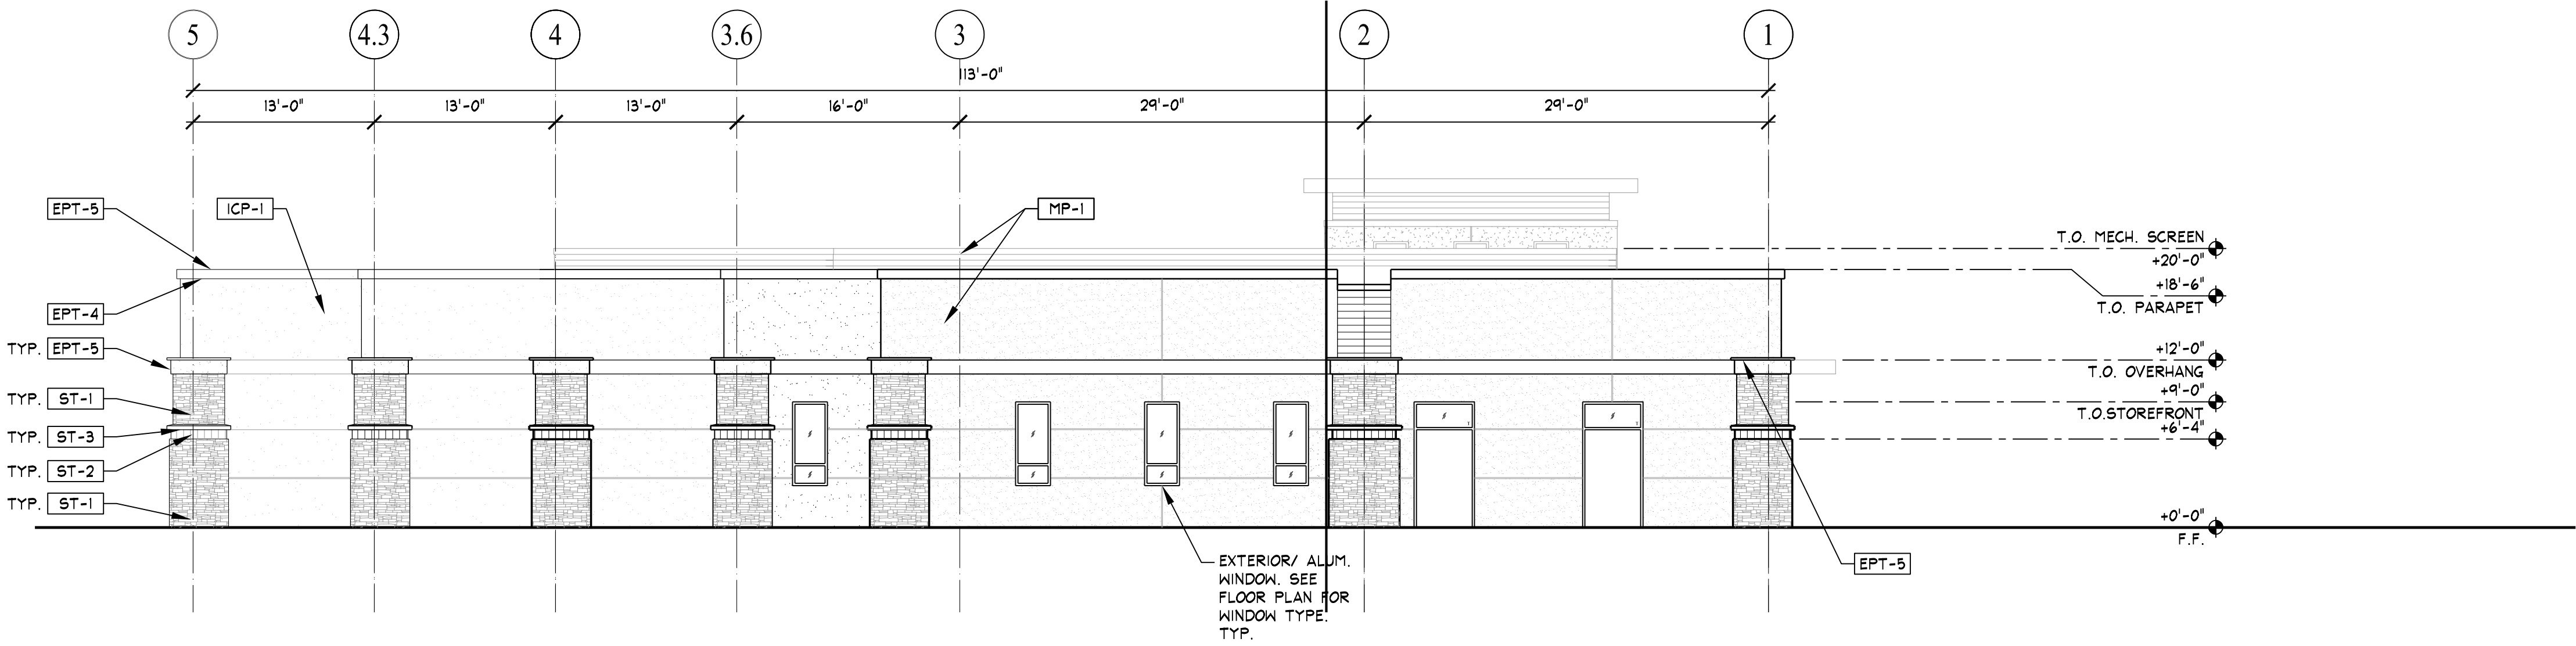 5
4.3
4
3.6
3
2
1
113'-0"
13'-0"
13'-0"
13'-0"
16'-0"
29'-0"
29'-0"
EPT-5
ICP-1
MP-1
T.O. MECH. SCREEN
+20'-0"
+18'-6"
T.O. PARAPET
EPT-4
TYP. EPT-5
+12'-0"
T.O. OVERHANG
TYP. ST-1
+9'-0"
T.O.STOREFRONT
TYP. ST-3
+6'-4"
TYP. ST-2
TYP. ST-1
+0'-0"
F.F.
EXTERIOR/ ALUM.
WINDOW. SEE
FLOOR PLAN FOR
WINDOW TYPE.
TYP.
EPT-5